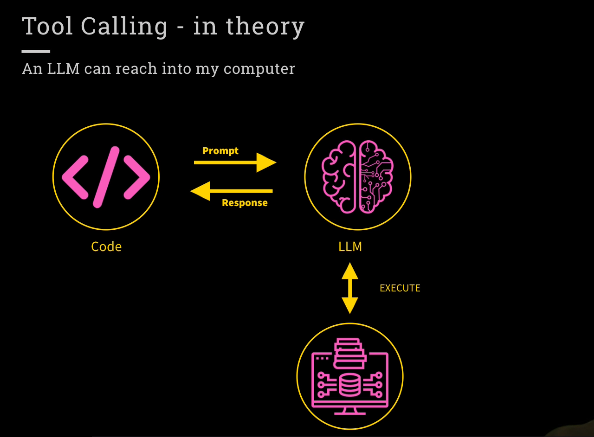 Tool Calling - in theory
An LLM can reach into my computer
Prompt
Response
Code
LLM
EXECUTE